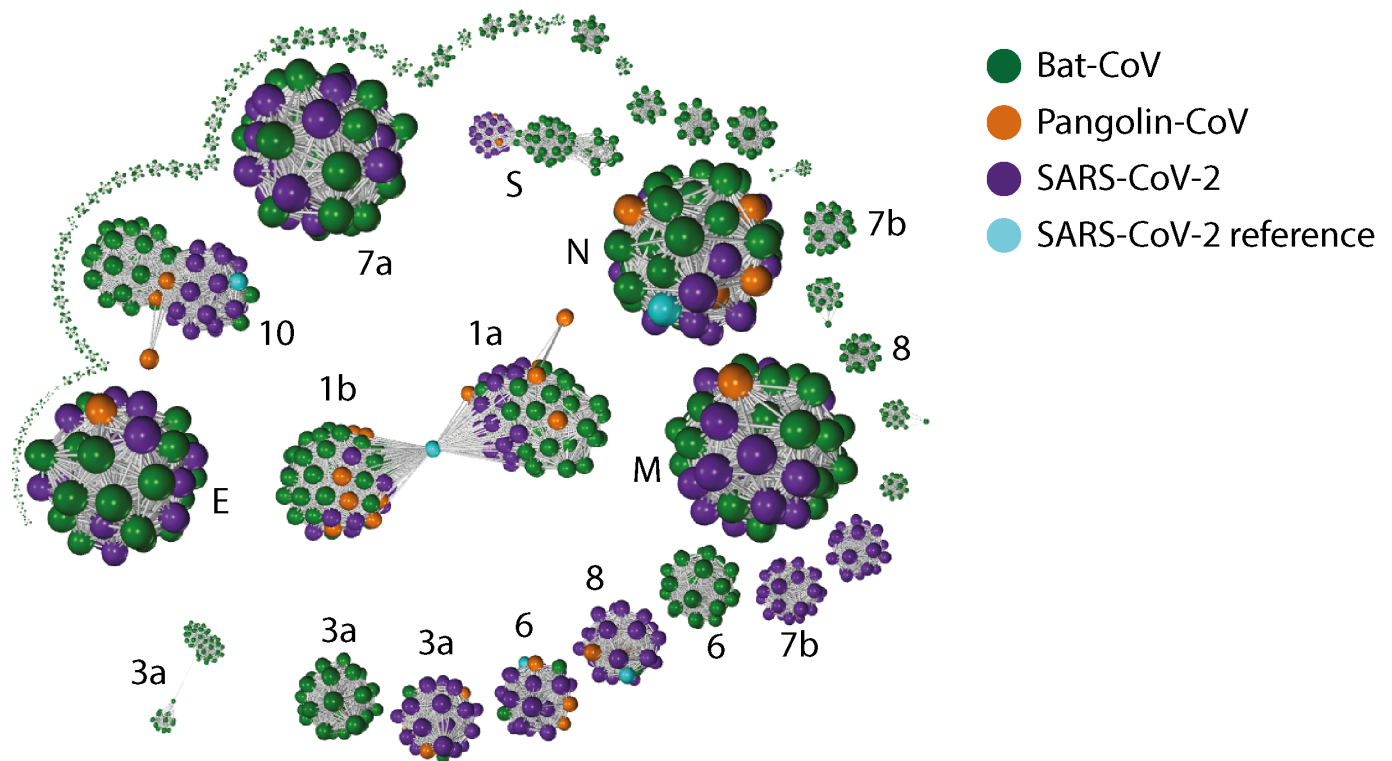 Bat-CoV
Pangolin-CoV
SARS-CoV-2
SARS-CoV-2 reference
S
7a
N
7b
10
1a
8
1b
M
E
8
3a
3a
6
6
7b
3a